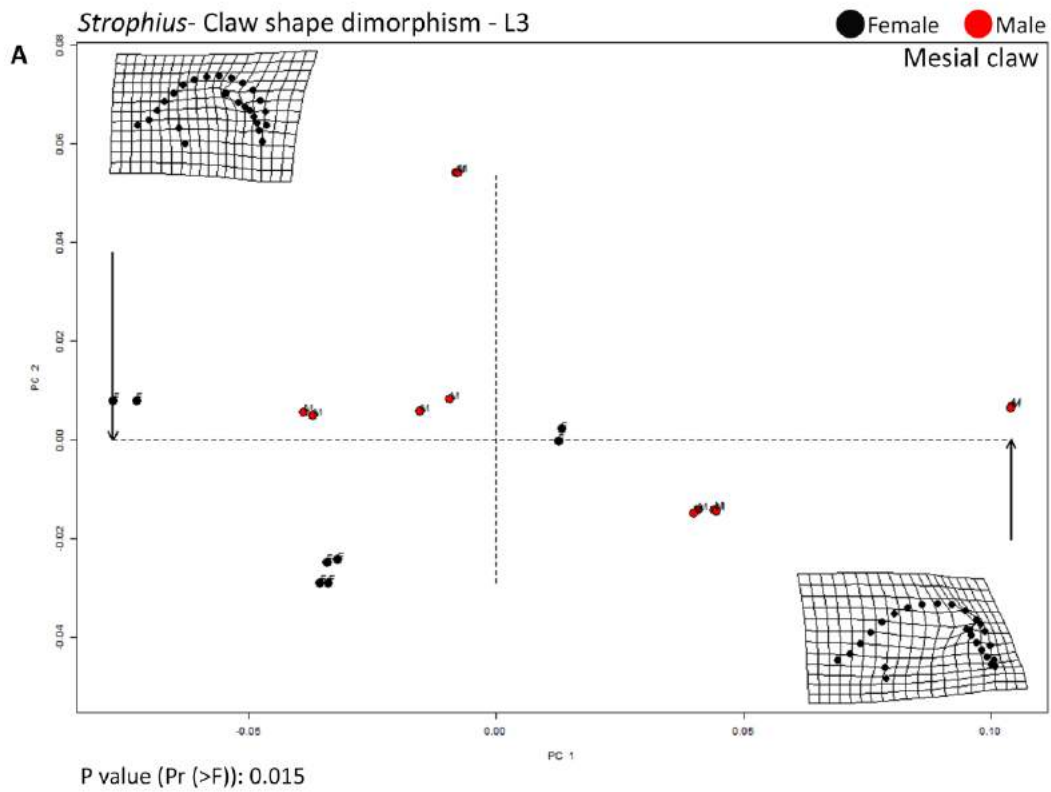 Strophius- Claw shape dimorphism - L3
Female Male
A
Mesial claw
0.08
0.06
0.04
0.02
0.00
-0.02
-0.04
PC 2
M
M
M
M
M
M
M
F
F
F
F
F
F
-0.05 0.00 0.05 0.10
PC 1
P value (Pr (>F)): 0.015